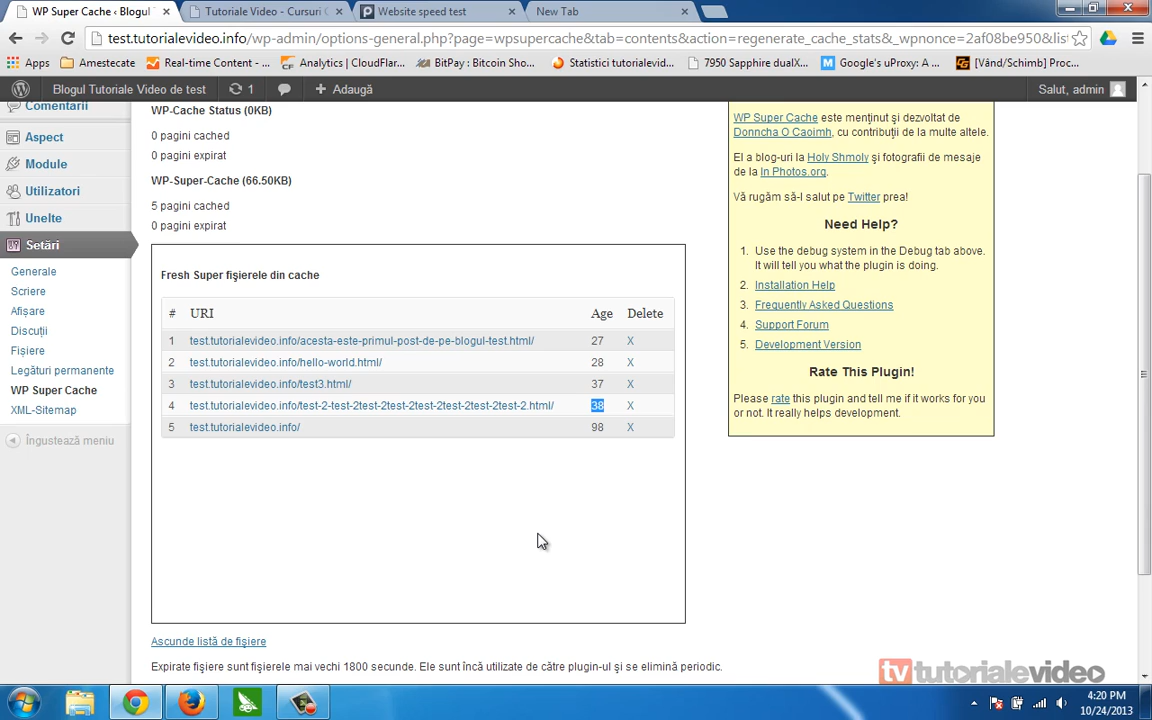 WP Super Cache ‹ Blogul
Tutoriale Video - Cursuri
Website speed test
New Tab
test.tutorialevideo.info/wp-admin/options-general.php?page=wpsupercache&tab=contents&action=regenerate_cache_stats&_wpnonce=2af08be950&lis
Apps
Amestecate
Real-time Content - ...
Analytics | CloudFlar...
BitPay : Bitcoin Sho...
Statistici tutorialevid...
7950 Sapphire dualX...
Google's uProxy: A ...
[Vând/Schimb] Proc...
Blogul Tutoriale Video de test
1
Adaugă
Salut, admin
Comentarii
Aspect
Module
Utilizatori
Unelte
Setări
Generale
Scriere
Afișare
Discuții
Fișiere
Legături permanente
WP Super Cache
XML-Sitemap
Îngustează meniu
WP-Cache Status (0KB)
0 pagini cached
0 pagini expirat
WP-Super-Cache (66.50KB)
5 pagini cached
0 pagini expirat
Fresh Super fişierele din cache
# URI Age Delete
1 test.tutorialevideo.info/acesta-este-primul-post-de-pe-blogul-test.html/ 27 X
2 test.tutorialevideo.info/hello-world.html/ 28 X
3 test.tutorialevideo.info/test3.html/ 37 X
4 test.tutorialevideo.info/test-2-test-2test-2test-2test-2test-2test-2.html/ 38 X
5 test.tutorialevideo.info/ 98 X
Ascunde listă de fişiere
Expirate fişiere sunt fişierele mai vechi 1800 secunde. Ele sunt încă utilizate de către plugin-ul şi se elimină periodic.
WP Super Cache este menţinut şi dezvoltat de
Donncha O Caoimh, cu contribuţii de la multe altele.
El a blog-uri la Holy Shmoly şi fotografii de mesaje
de la In Photos.org.
Vă rugăm să-l salut pe Twitter prea!
Need Help?
1. Use the debug system in the Debug tab above.
It will tell you what the plugin is doing.
2. Installation Help
3. Frequently Asked Questions
4. Support Forum
5. Development Version
Rate This Plugin!
Please rate this plugin and tell me if it works for you
or not. It really helps development.
tv tutorialevideo
4:20 PM
10/24/2013